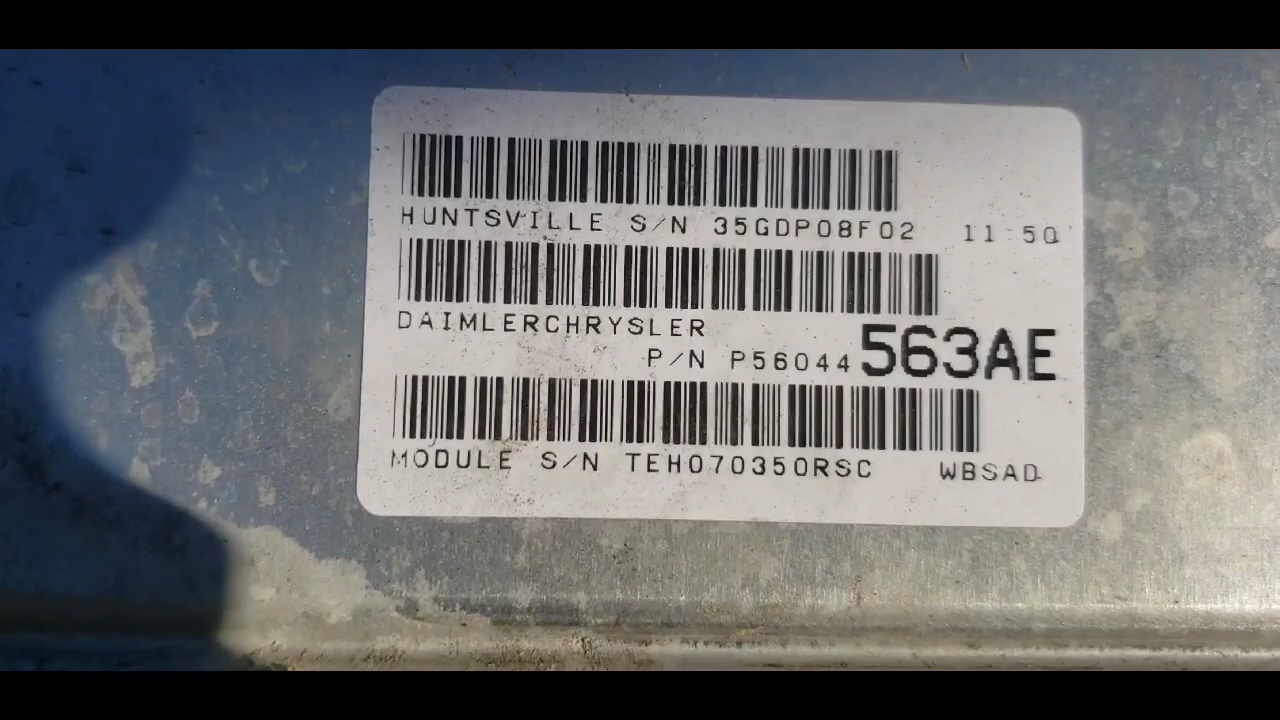 HUNTSVILLE S/N 35GDP08F02 11:50
DAIMLERCHRYSLER
P/N P56044563AE
MODULE S/N TEH070350RSC WBSAD